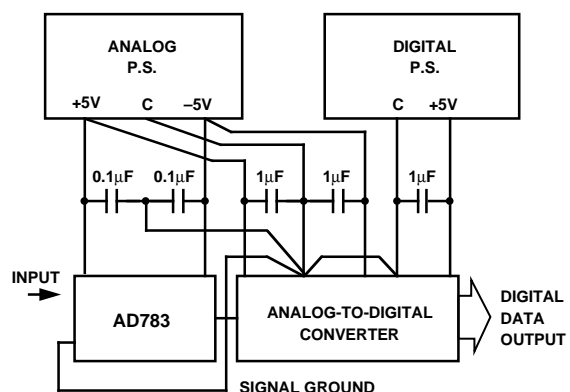 ANALOG
P.S.
DIGITAL
P.S.
+5V C –5V
C +5V
0.1µF 0.1µF 1µF 1µF 1µF
INPUT
AD783
ANALOG-TO-DIGITAL
CONVERTER
DIGITAL
DATA
OUTPUT
SIGNAL GROUND